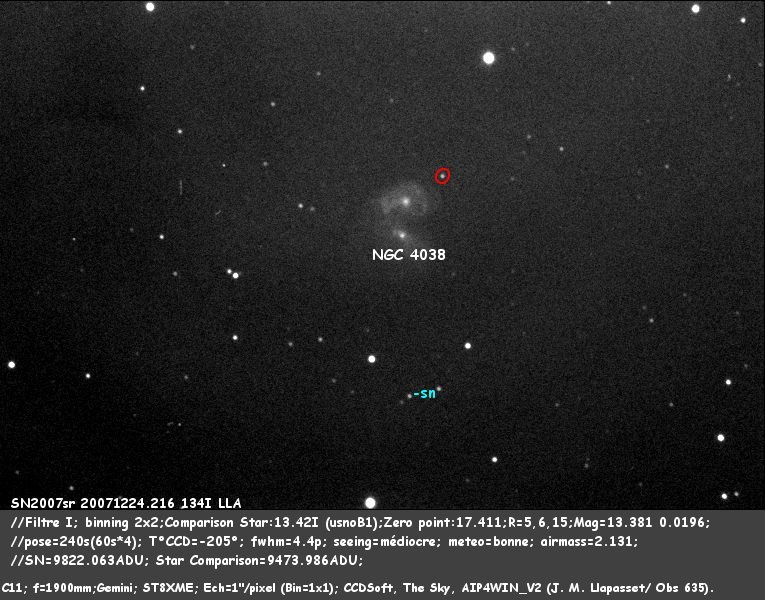 NGC 4038
-sn
SN2007sr 20071224.216 134I LLA
//Filtre I; binning 2x2;Comparison Star:13.42I (usnoB1);Zero point:17.411;R=5,6,15;Mag=13.381 0.0196;
//pose=240s(60s*4); T°CCD=-205°; fwhm=4.4p; seeing=médiocre; meteo=bonne; airmass=2.131;
//SN=9822.063ADU; Star Comparison=9473.986ADU;
C11; f=1900mm;Gemini; ST8XME; Ech=1"/pixel (Bin=1x1); CCDSoft, The Sky, AIP4WIN_V2 (J. M. Llapasset/ Obs 635).